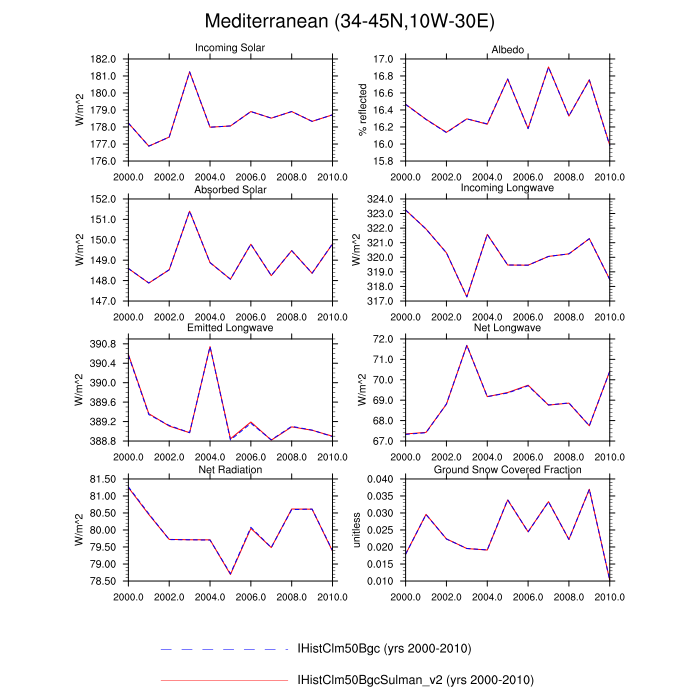 Mediterranean (34-45N,10W-30E)
Incoming Solar
W/m^2
182.0
181.0
180.0
179.0
178.0
177.0
176.0
2000.0 2002.0 2004.0 2006.0 2008.0 2010.0
Albedo
% reflected
17.0
16.8
16.6
16.4
16.2
16.0
15.8
2000.0 2002.0 2004.0 2006.0 2008.0 2010.0
Absorbed Solar
W/m^2
152.0
151.0
150.0
149.0
148.0
147.0
2000.0 2002.0 2004.0 2006.0 2008.0 2010.0
Incoming Longwave
W/m^2
324.0
323.0
322.0
321.0
320.0
319.0
318.0
317.0
2000.0 2002.0 2004.0 2006.0 2008.0 2010.0
Emitted Longwave
W/m^2
390.8
390.4
390.0
389.6
389.2
388.8
2000.0 2002.0 2004.0 2006.0 2008.0 2010.0
Net Longwave
W/m^2
72.0
71.0
70.0
69.0
68.0
67.0
2000.0 2002.0 2004.0 2006.0 2008.0 2010.0
Net Radiation
W/m^2
81.50
81.00
80.50
80.00
79.50
79.00
78.50
2000.0 2002.0 2004.0 2006.0 2008.0 2010.0
Ground Snow Covered Fraction
unitless
0.040
0.035
0.030
0.025
0.020
0.015
0.010
2000.0 2002.0 2004.0 2006.0 2008.0 2010.0
IHistClm50Bgc (yrs 2000-2010)
IHistClm50BgcSulman_v2 (yrs 2000-2010)